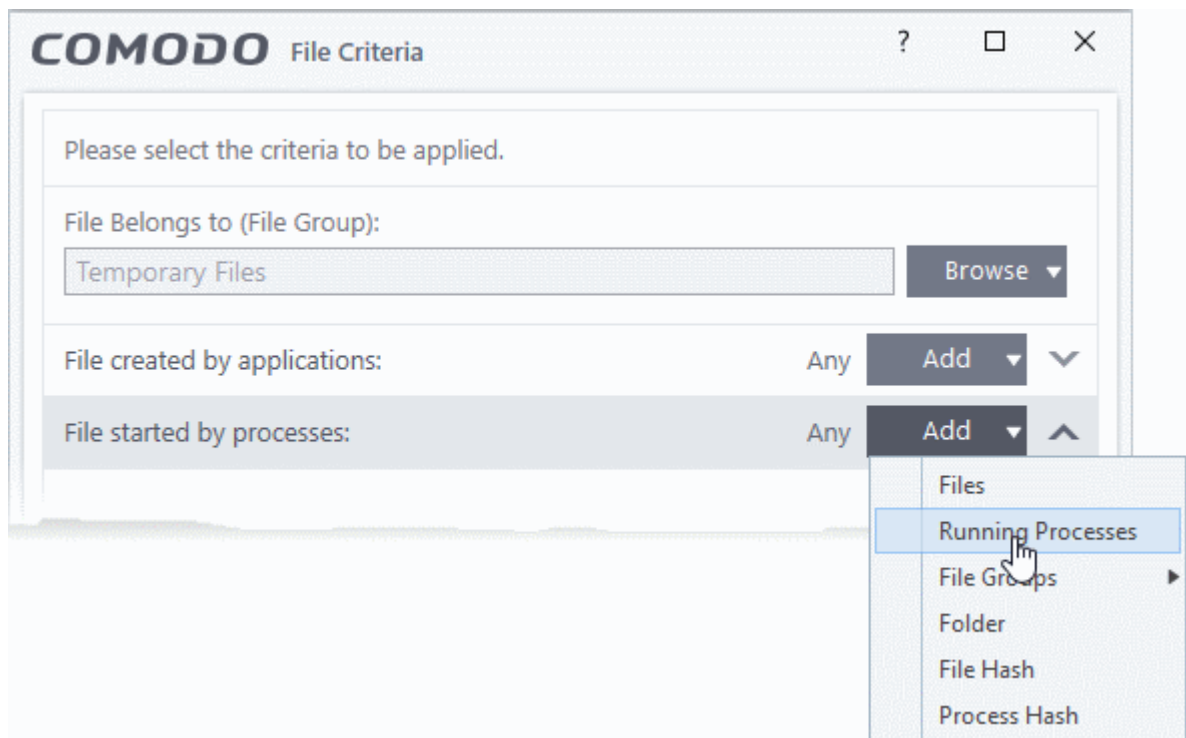 COMODO File Criteria ?
Please select the criteria to be applied.
File Belongs to (File Group):
Temporary Files Browse
File created by applications: Any Add
File started by processes: Any Add
Files
Running Processes
File Groups
Folder
File Hash
Process Hash